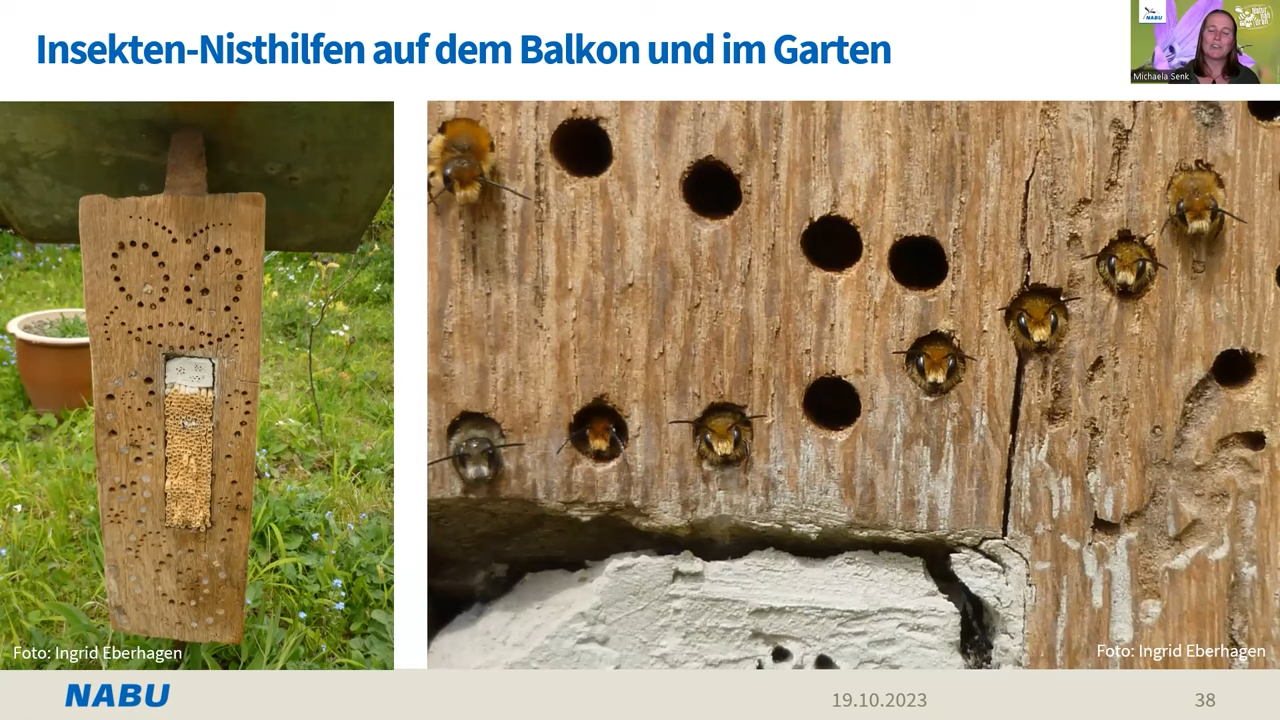 Insekten-Nisthilfen auf dem Balkon und im Garten
NABU
Michaela Senk
Foto: Ingrid Eberhagen
Foto: Ingrid Eberhagen
NABU
19.10.2023
38